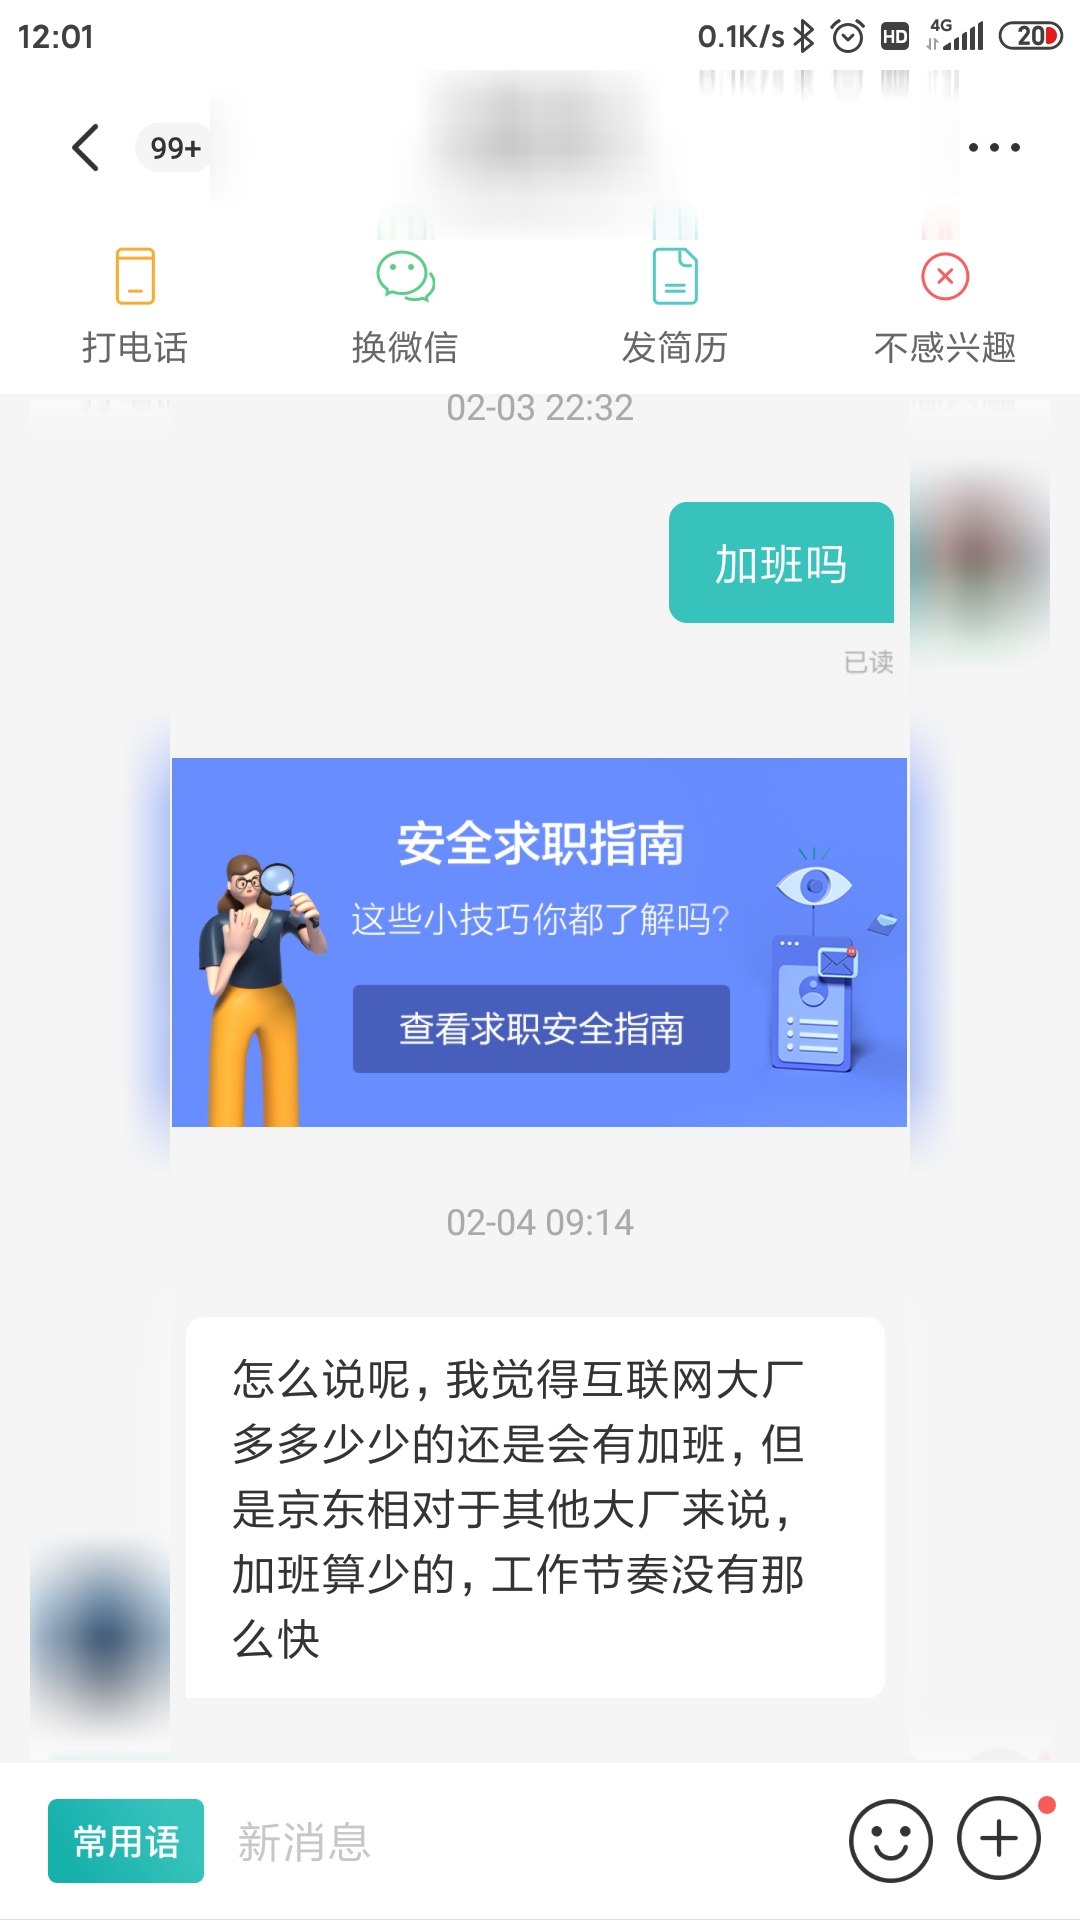 12:01
0.1K/s HD 4G 20
99+
打电话
换微信
发简历
不感兴趣
02-03 22:32
加班吗
已读
安全求职指南
这些小技巧你都了解吗?
查看求职安全指南
02-04 09:14
怎么说呢,我觉得互联网大厂
多多少少的还是会有加班,但
是京东相对于其他大厂来说,
加班算少的,工作节奏没有那
么快
常用语
新消息